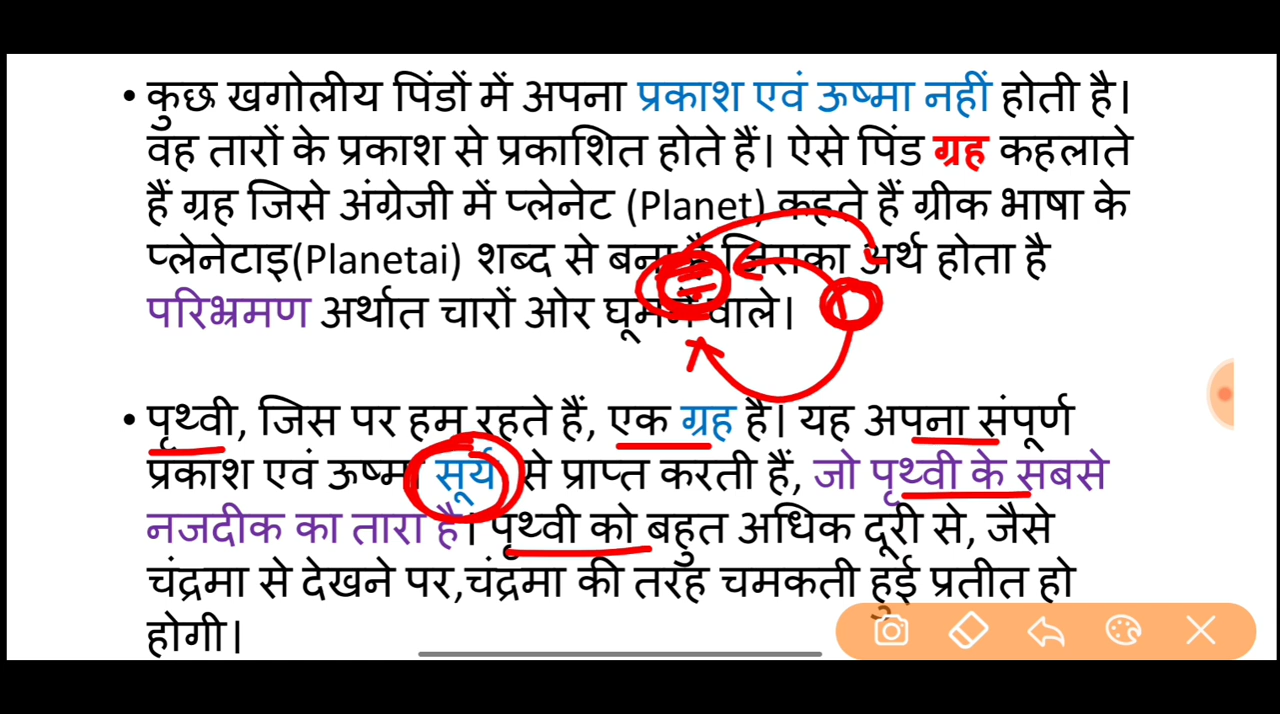 • कुछ खगोलीय पिंडों में अपना प्रकाश एवं ऊष्मा नहीं होती है।
वह तारों के प्रकाश से प्रकाशित होते हैं। ऐसे पिंड ग्रह कहलाते
हैं ग्रह जिसे अंग्रेजी में प्लेनेट (Planet) कहते हैं ग्रीक भाषा के
प्लेनेटाइ(Planetai) शब्द से बना है जिसका अर्थ होता है
परिभ्रमण अर्थात चारों ओर घूमने वाले।
• पृथ्वी, जिस पर हम रहते हैं, एक ग्रह है। यह अपना संपूर्ण
प्रकाश एवं ऊष्मा सूर्य से प्राप्त करती हैं, जो पृथ्वी के सबसे
नजदीक का तारा है। पृथ्वी को बहुत अधिक दूरी से, जैसे
चंद्रमा से देखने पर,चंद्रमा की तरह चमकती हुई प्रतीत हो
होगी।